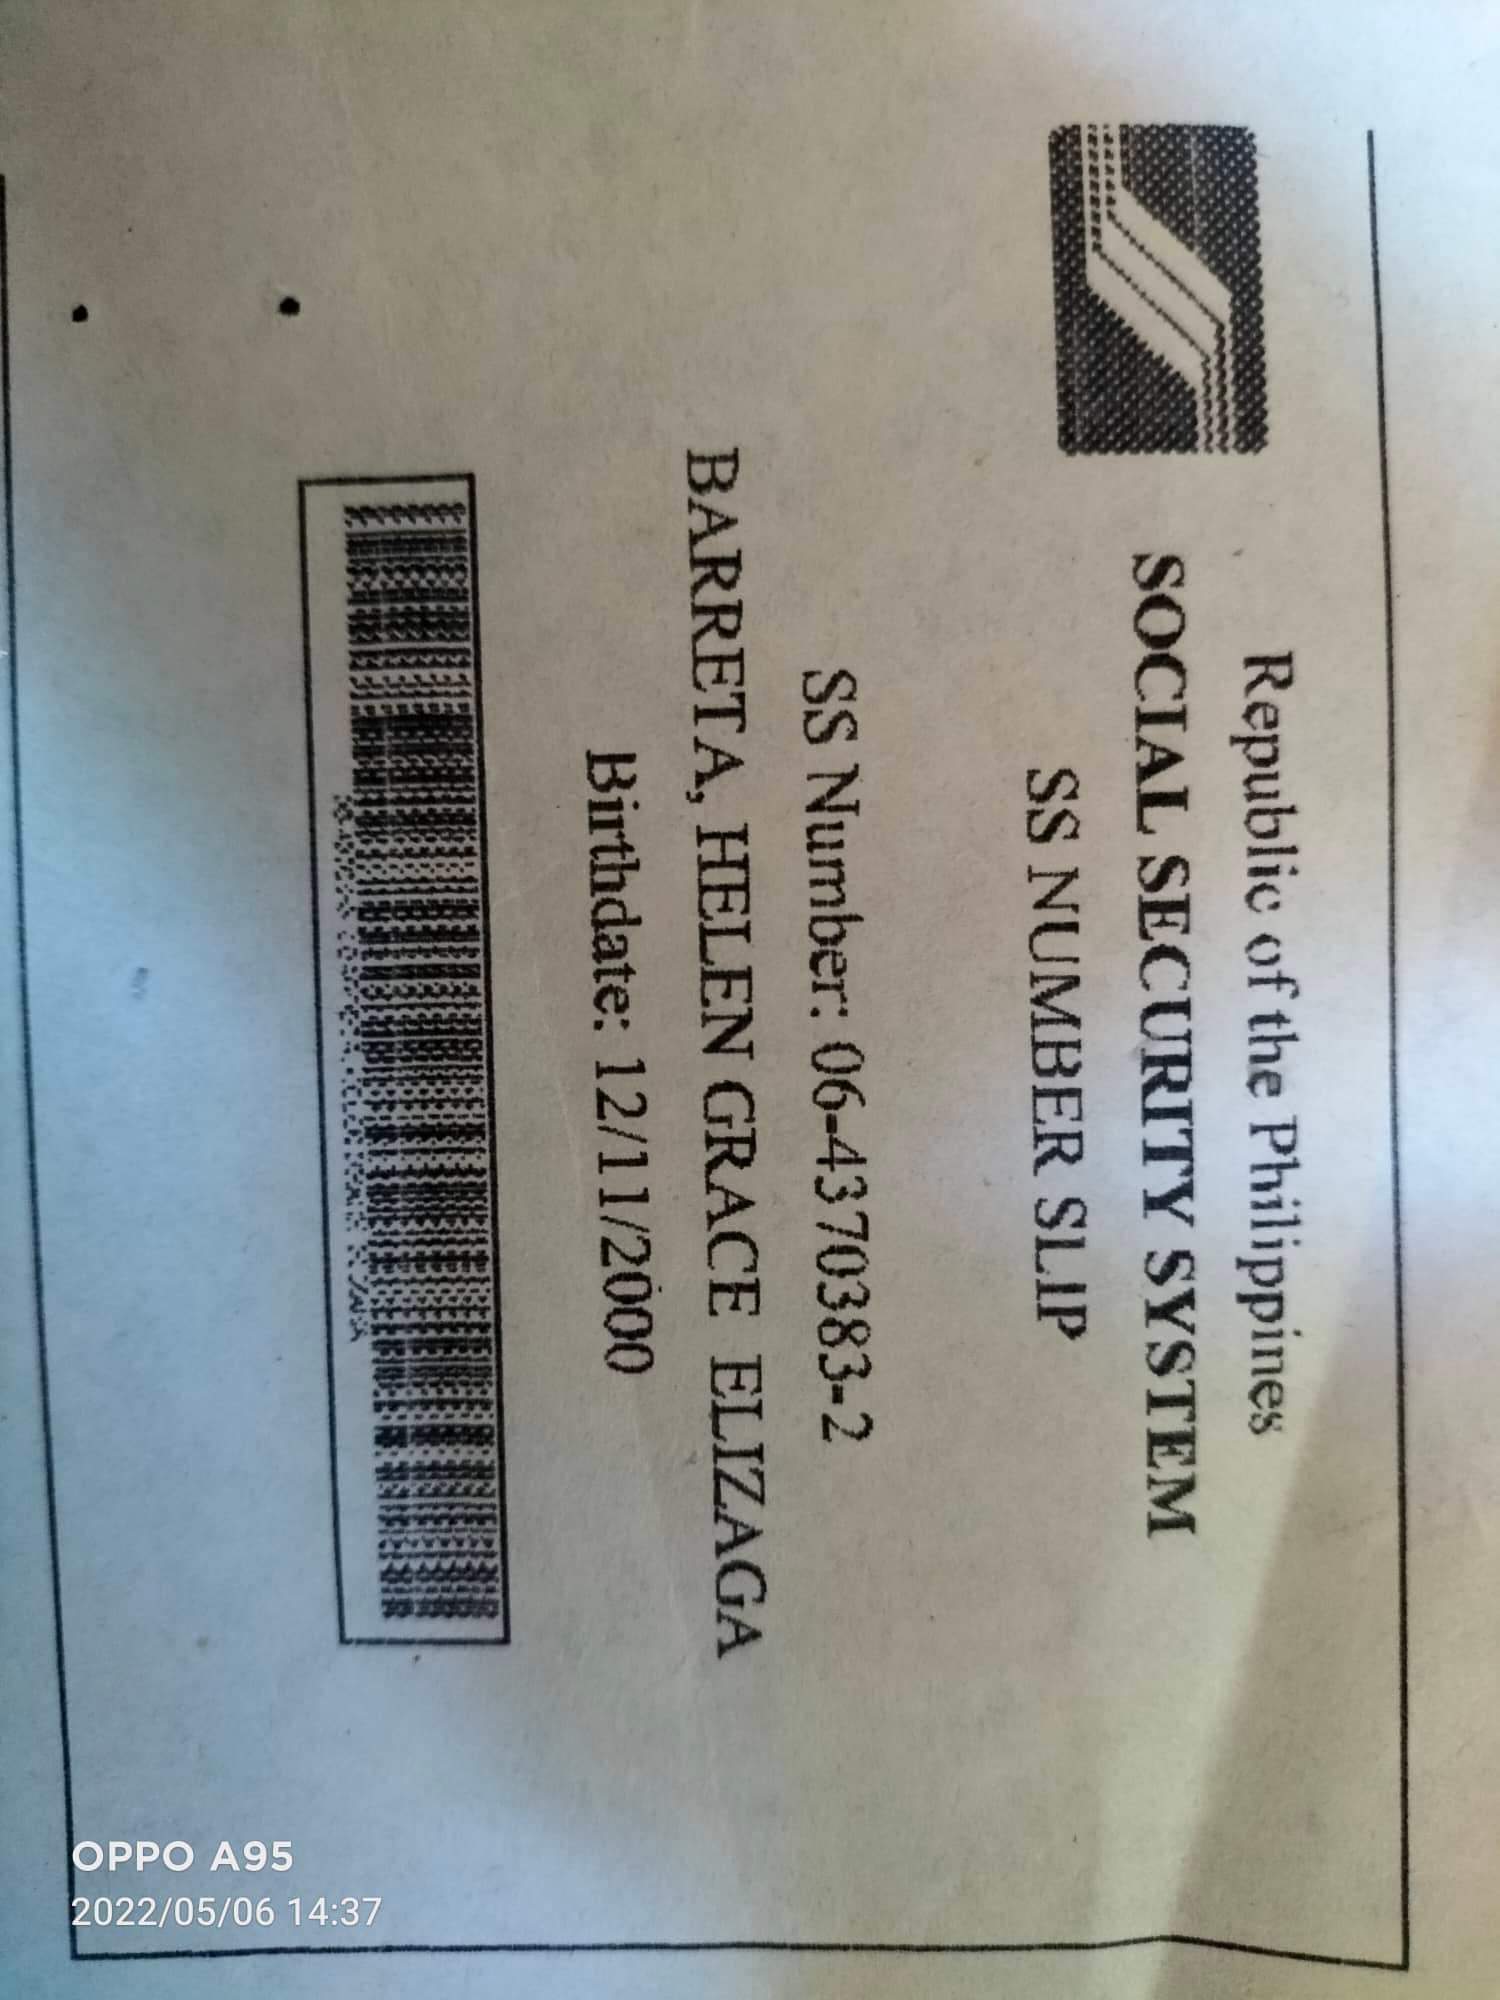 Republic of the Philippines
SOCIAL SECURITY SYSTEM
SS NUMBER SLIP
SS Number: 06-4370383-2
BARRETA, HELEN GRACE ELIZAGA
Birthdate: 12/11/2000
OPPO A95
2022/05/06 14:37